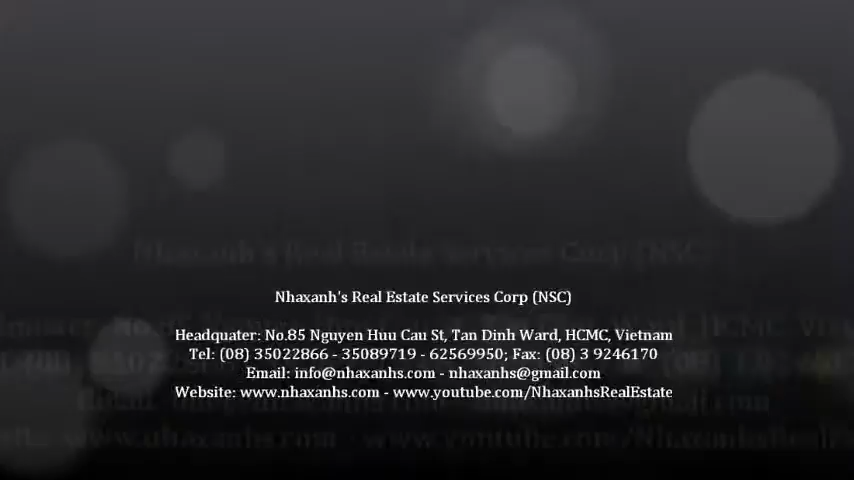 Nhaxanh's Real Estate Services Corp (NSC)
Headquater: No.85 Nguyen Huu Cau St, Tan Dinh Ward, HCMC, Vietnam
Tel: (08) 35022866 - 35089719 - 62569950; Fax: (08) 3 9246170
Email: info@nhaxanhs.com - nhaxanhs@gmail.com
Website: www.nhaxanhs.com - www.youtube.com/NhaxanhsRealEstate